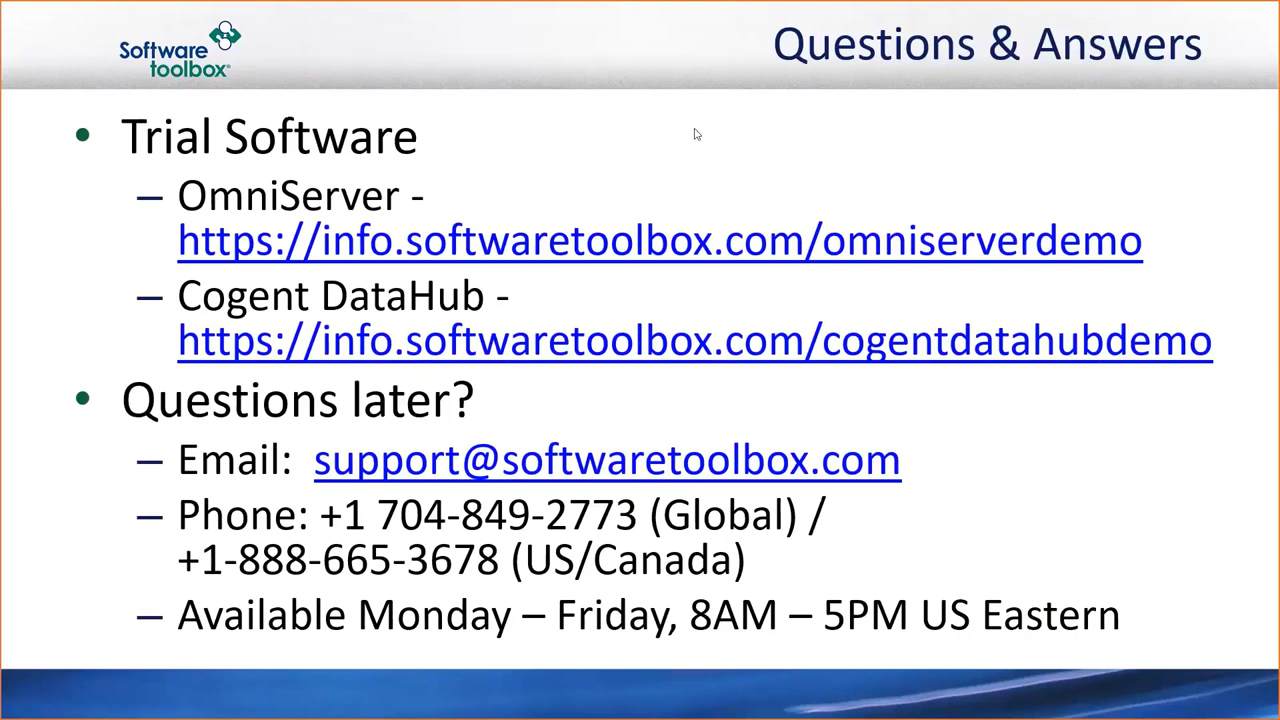 Software
toolbox
Questions & Answers
• Trial Software
– OmniServer -
https://info.softwaretoolbox.com/omniserverdemo
– Cogent DataHub -
https://info.softwaretoolbox.com/cogentdatahubdemo
• Questions later?
– Email: support@softwaretoolbox.com
– Phone: +1 704-849-2773 (Global) /
+1-888-665-3678 (US/Canada)
– Available Monday – Friday, 8AM – 5PM US Eastern